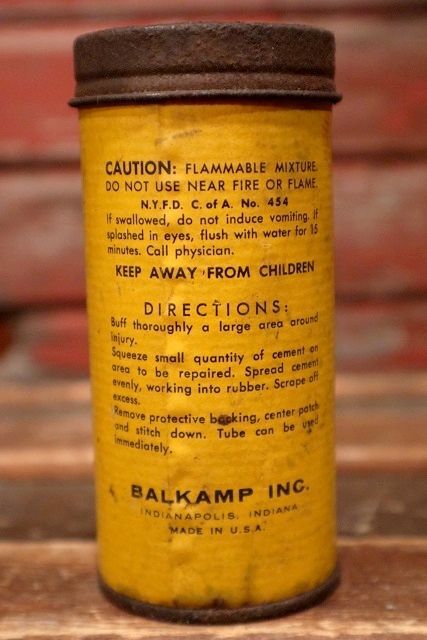 CAUTION: FLAMMABLE MIXTURE.
DO NOT USE NEAR FIRE OR FLAME.
N.Y.F.D. C. of A. No. 454
If swallowed, do not induce vomiting. If
splashed in eyes, flush with water for 15
minutes. Call physician.
KEEP AWAY FROM CHILDREN
DIRECTIONS:
Buff thoroughly a large area around
injury.
Squeeze small quantity of cement on
area to be repaired. Spread cement
evenly, working into rubber. Scrape off
excess.
Remove protective backing, center patch
and stitch down. Tube can be used
immediately.
BALKAMP INC.
INDIANAPOLIS, INDIANA
MADE IN U.S.A.